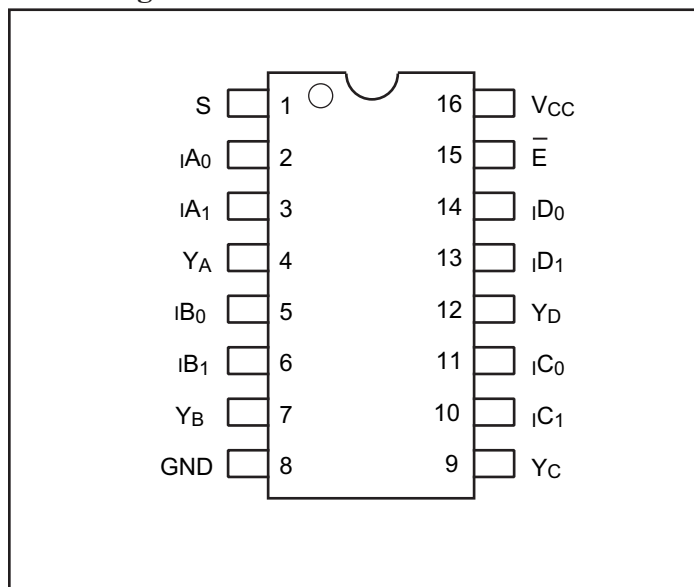 S 1 16 VCC
IA0 2 15 E̅
IA1 3 14 ID0
YA 4 13 ID1
IB0 5 12 YD
IB1 6 11 IC0
YB 7 10 IC1
GND 8 9 YC